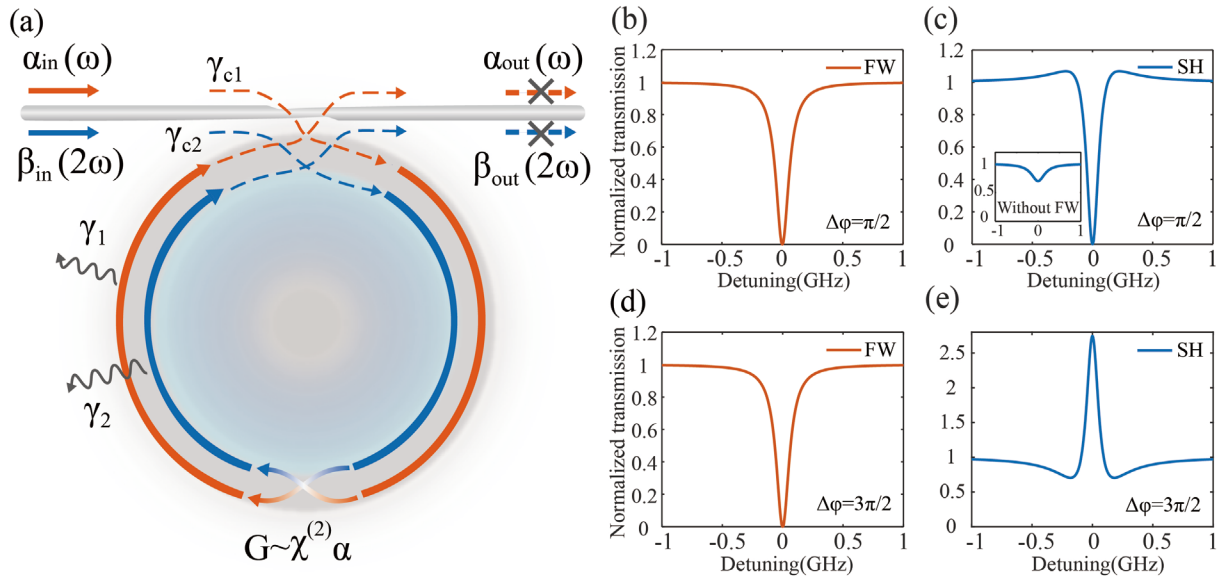 (a)
α_in (ω)
γ_c1
α_out (ω)
β_in (2ω)
γ_c2
β_out (2ω)
γ_1
γ_2
G~χ^(2)α
(b)
Normalized transmission
1.2
1
0.8
0.6
0.4
0.2
0
FW
Δφ=π/2
-1
-0.5
0
0.5
1
Detuning(GHz)
(c)
1.2
1
0.8
0.6
0.4
0.2
0
SH
1
0.5
0
Without FW
-1
0
1
Δφ=π/2
-1
-0.5
0
0.5
1
Detuning(GHz)
(d)
Normalized transmission
1.2
1
0.8
0.6
0.4
0.2
0
FW
Δφ=3π/2
-1
-0.5
0
0.5
1
Detuning(GHz)
(e)
2.5
2
1.5
1
0.5
0
SH
Δφ=3π/2
-1
-0.5
0
0.5
1
Detuning(GHz)